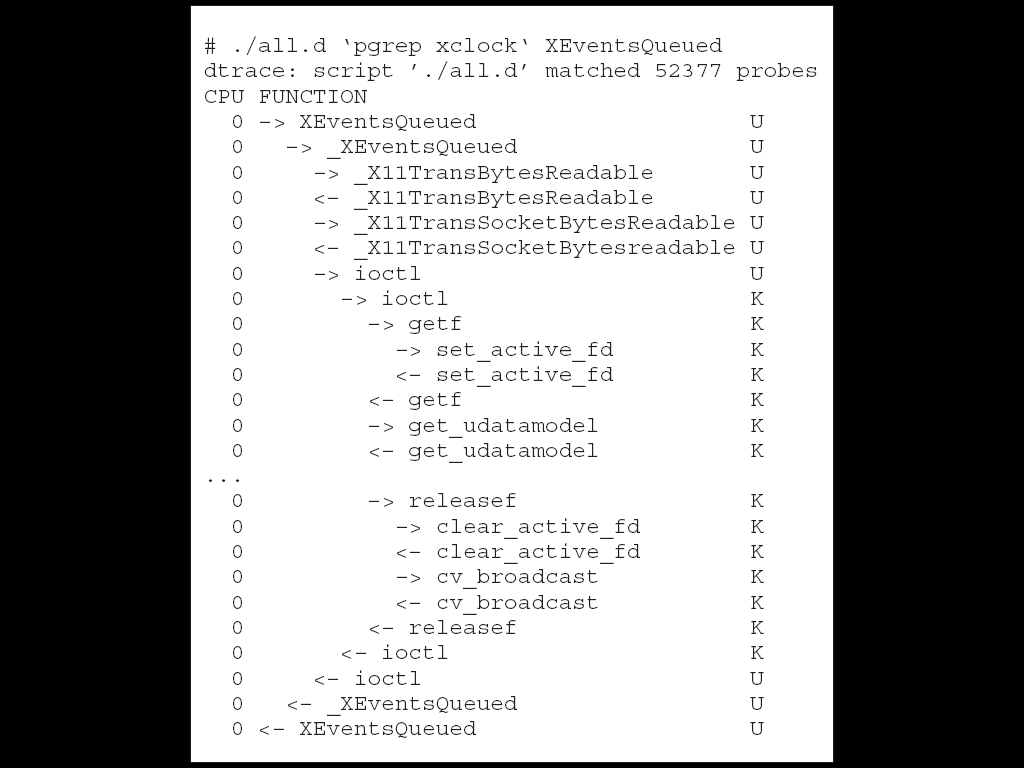 # ./all.d ‘pgrep xclock‘ XEventsQueued
dtrace: script ’./all.d’ matched 52377 probes
CPU FUNCTION
0 -> XEventsQueued U
0 -> _XEventsQueued U
0 -> _X11TransBytesReadable U
0 <- _X11TransBytesReadable U
0 -> _X11TransSocketBytesReadable U
0 <- _X11TransSocketBytesreadable U
0 -> ioctl U
0 -> ioctl K
0 -> getf K
0 -> set_active_fd K
0 <- set_active_fd K
0 <- getf K
0 -> get_udatamodel K
0 <- get_udatamodel K
...
0 -> releasef K
0 -> clear_active_fd K
0 <- clear_active_fd K
0 -> cv_broadcast K
0 <- cv_broadcast K
0 <- releasef K
0 <- ioctl K
0 <- ioctl U
0 <- _XEventsQueued U
0 <- XEventsQueued U